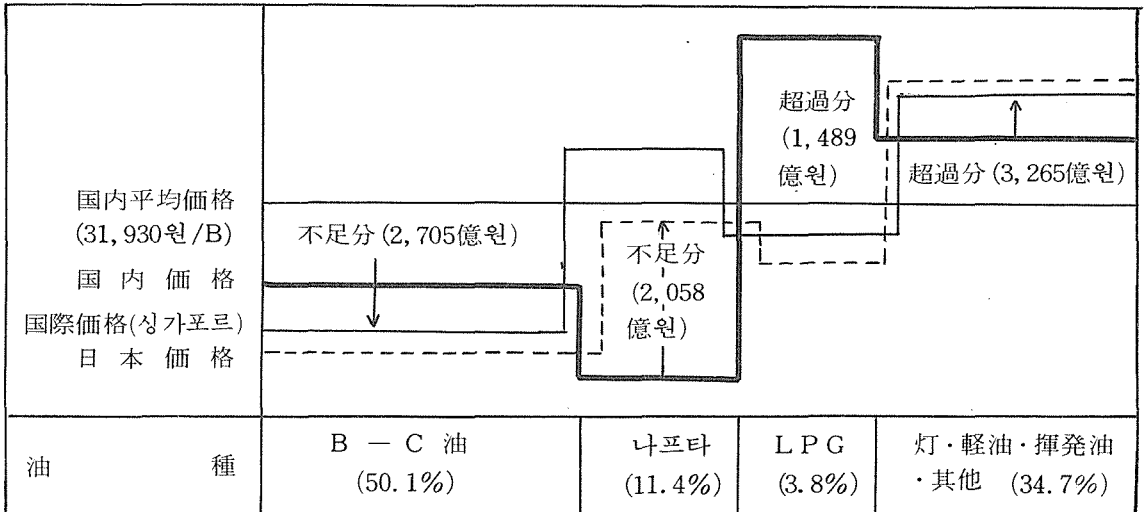 国内平均価格
(31,930원/B)
国内価格
国際価格(싱가포르)
日本価格
不足分(2,705億원)
不足分
(2,058
億원)
超過分
(1,489
億원)
超過分(3,265億원)
油種
B－C油
(50.1%)
나프타
(11.4%)
LPG
(3.8%)
灯·軽油·揮発油
·其他 (34.7%)